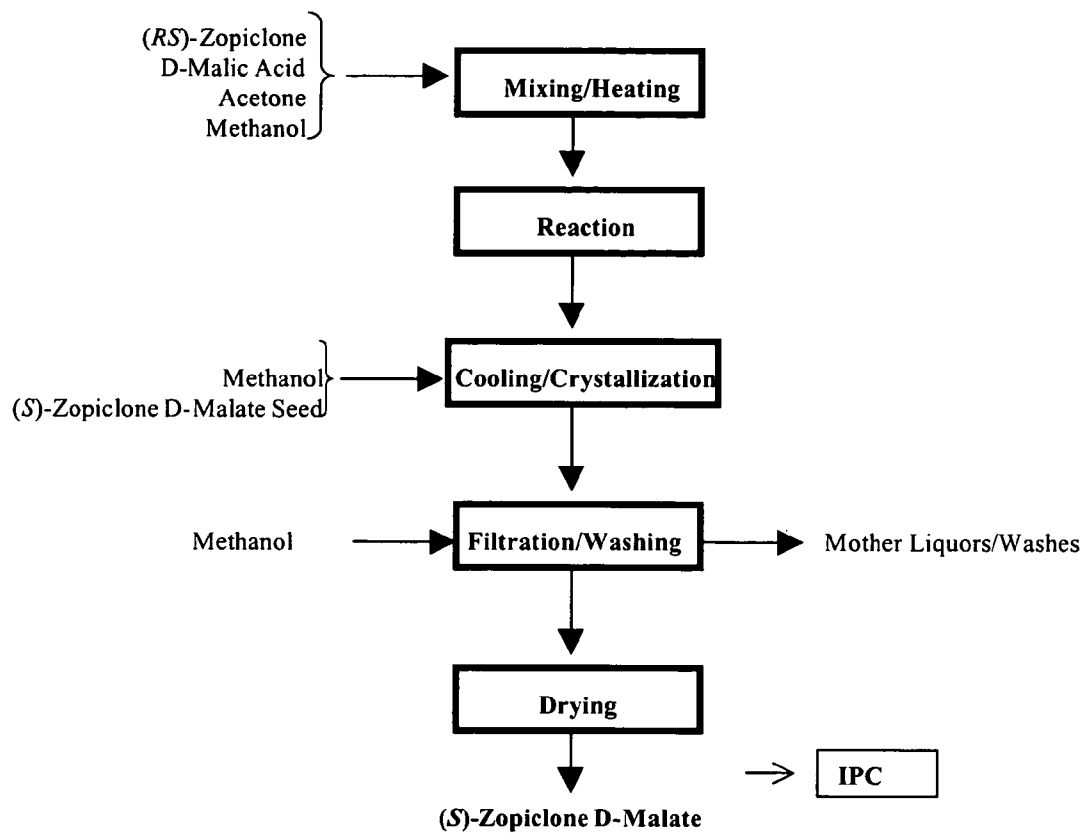 (RS)-Zopiclone
D-Malic Acid
Acetone
Methanol
Mixing/Heating
Reaction
Methanol
(S)-Zopiclone D-Malate Seed
Cooling/Crystallization
Methanol
Filtration/Washing
Mother Liquors/Washes
Drying
IPC
(S)-Zopiclone D-Malate